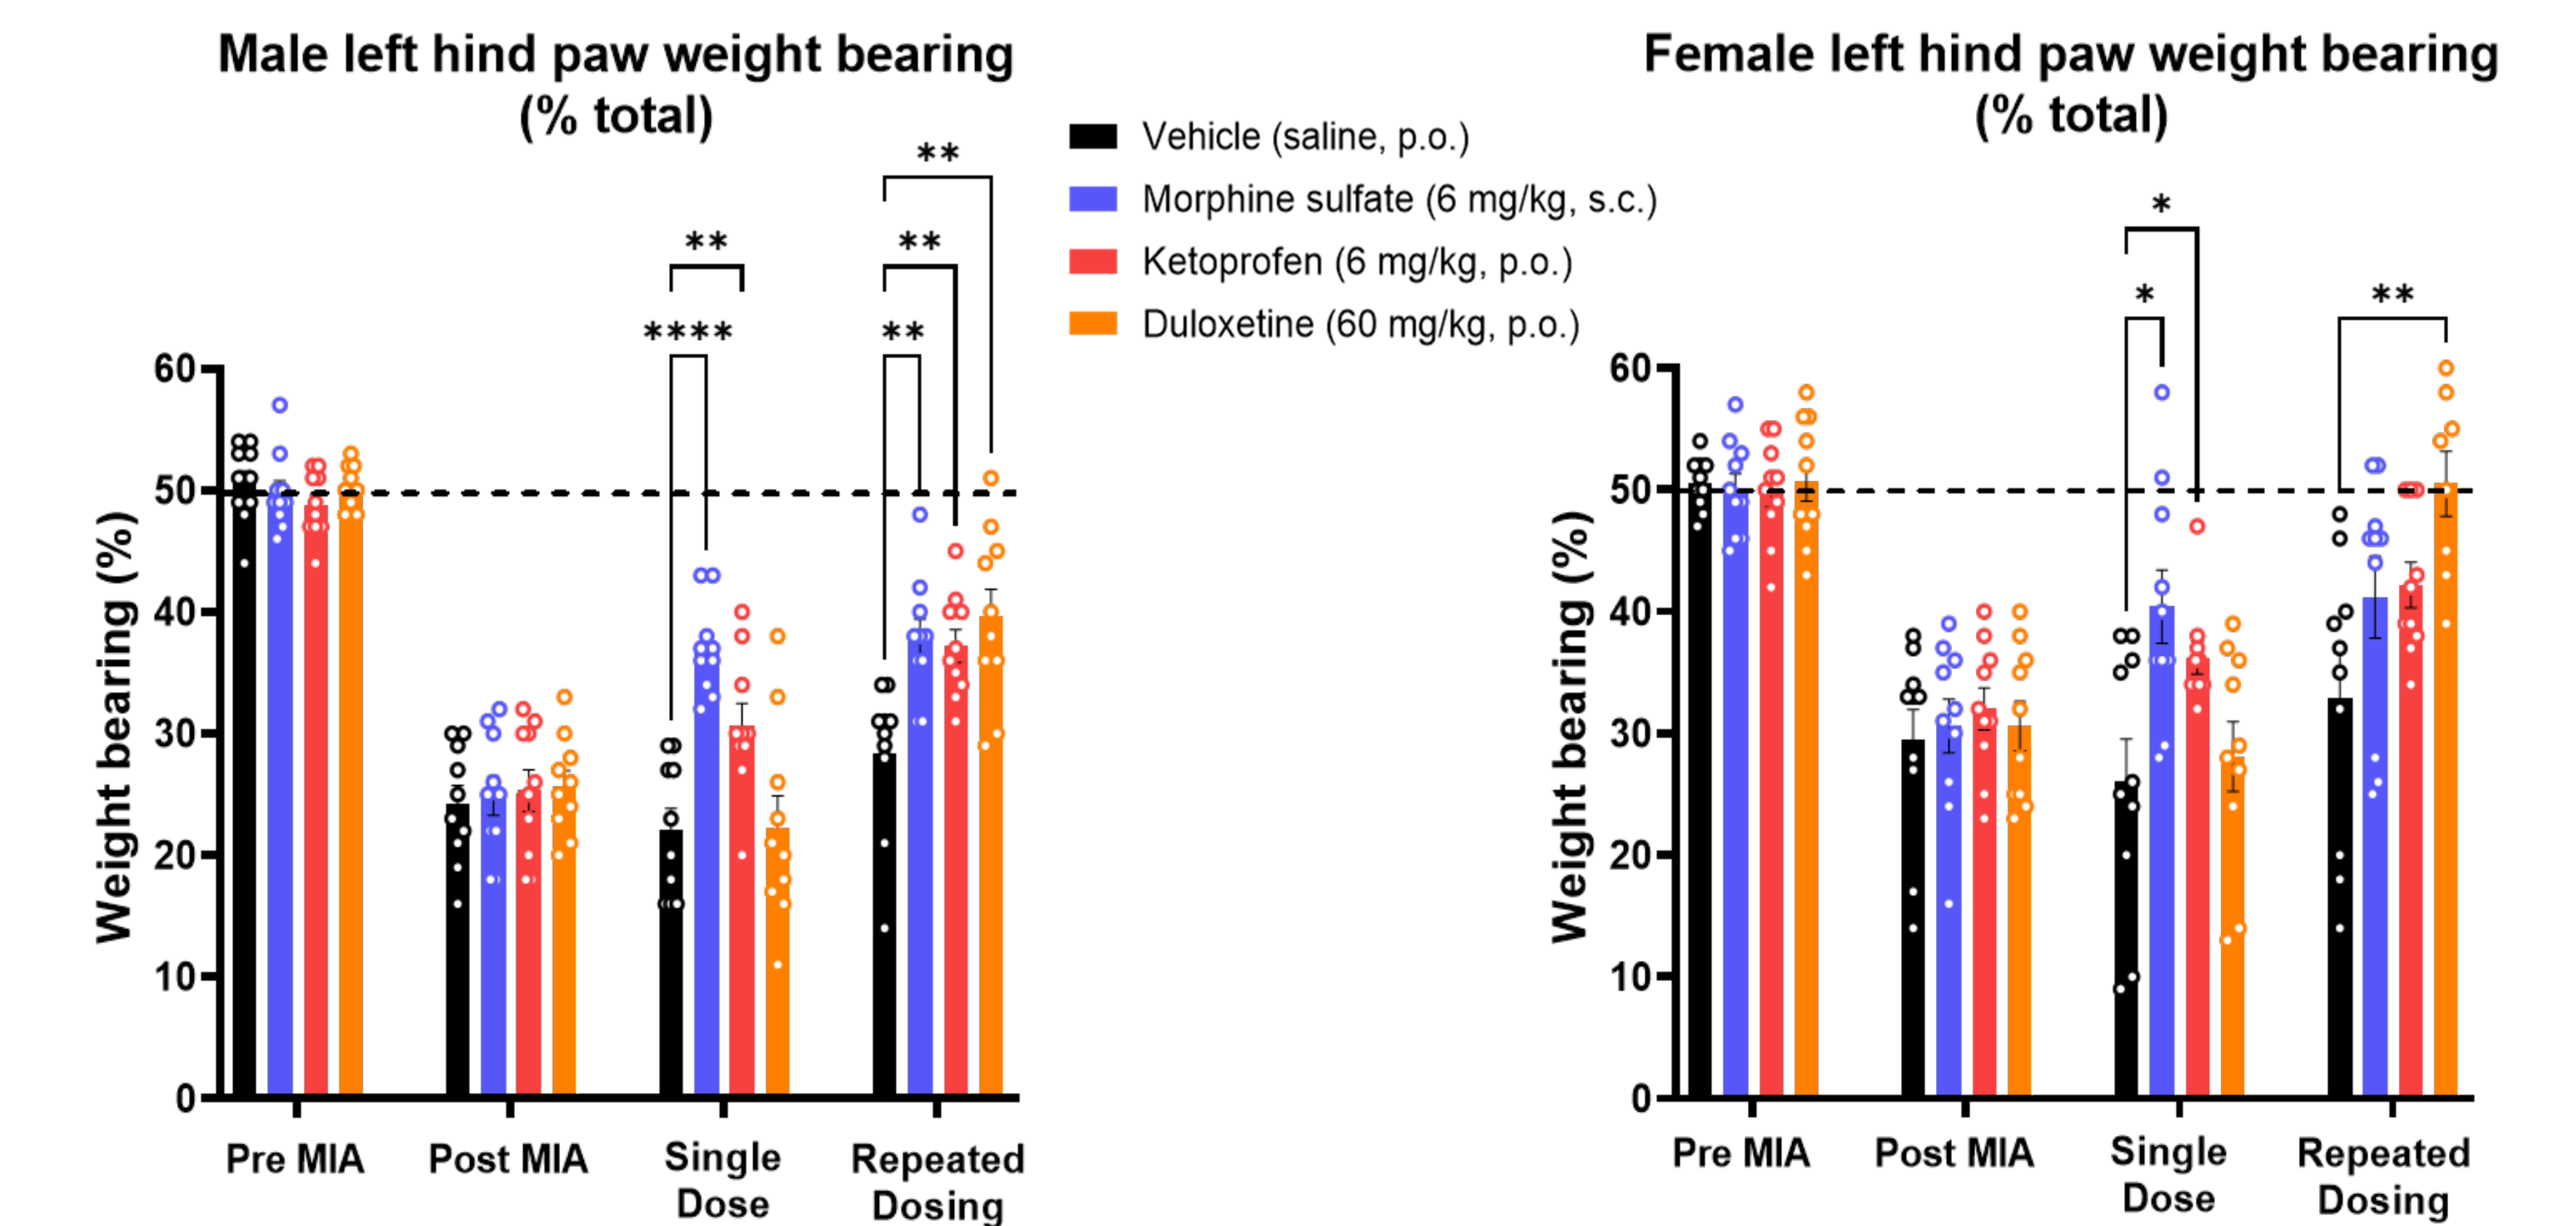 Male left hind paw weight bearing
(% total)
**
**
****
**
**
**
60
50
40
30
20
10
0
Weight bearing (%)
Pre MIA
Post MIA
Single
Dose
Repeated
Dosing
Vehicle (saline, p.o.)
Morphine sulfate (6 mg/kg, s.c.)
Ketoprofen (6 mg/kg, p.o.)
Duloxetine (60 mg/kg, p.o.)
Female left hind paw weight bearing
(% total)
*
*
**
60
50
40
30
20
10
0
Weight bearing (%)
Pre MIA
Post MIA
Single
Dose
Repeated
Dosing